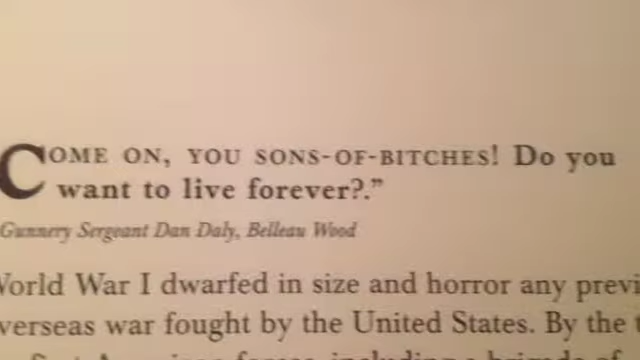 COME ON, YOU SONS-OF-BITCHES! Do you
want to live forever?.”
Gunnery Sergeant Dan Daly, Belleau Wood
World War I dwarfed in size and horror any previ
verseas war fought by the United States. By the